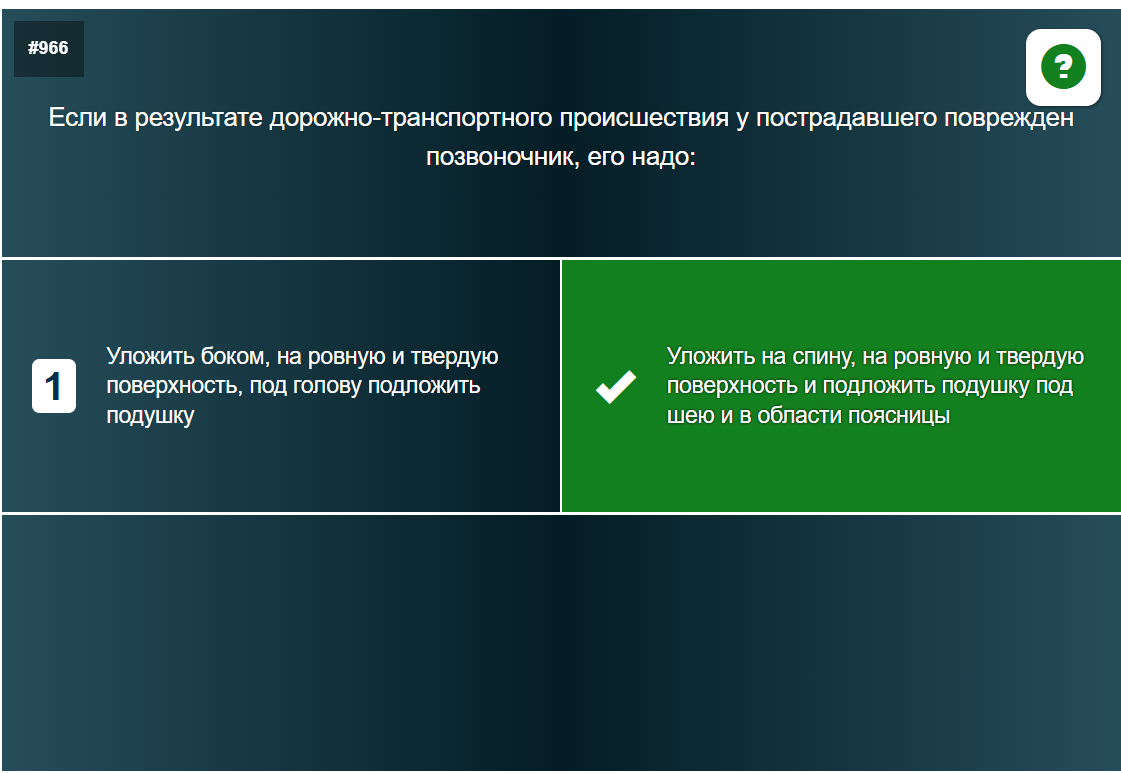 #966
?
Если в результате дорожно-транспортного происшествия у пострадавшего поврежден
позвоночник, его надо:
1
Уложить боком, на ровную и твердую
поверхность, под голову подложить
подушку
Уложить на спину, на ровную и твердую
поверхность и подложить подушку под
шею и в области поясницы